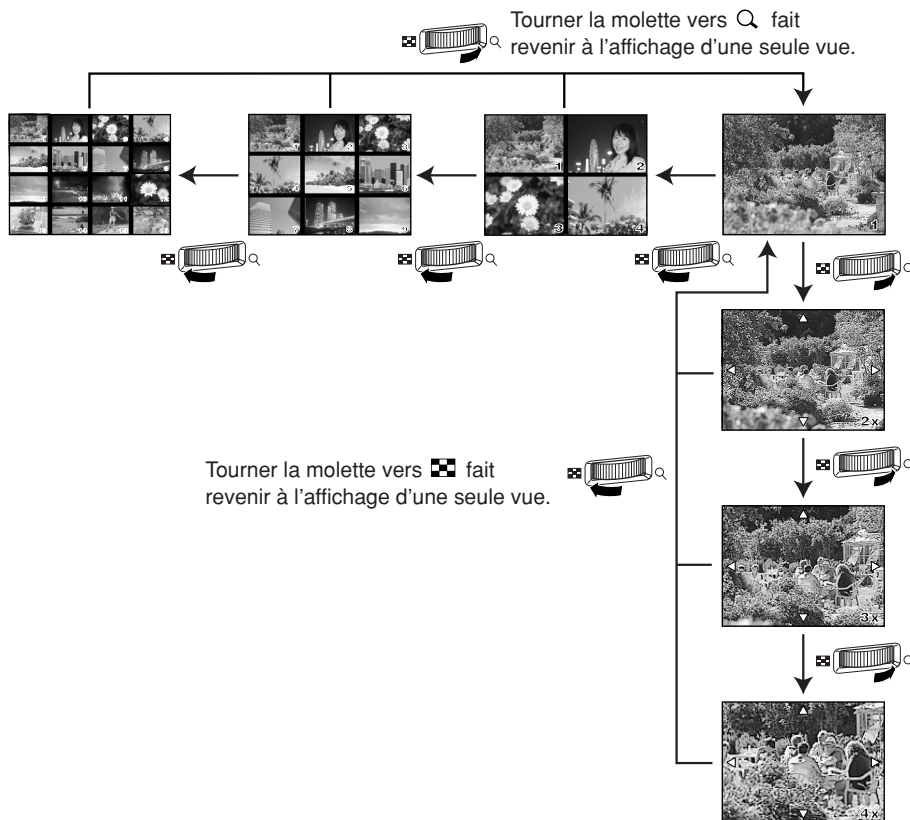 Tourner la molette vers fait
revenir à l'affichage d'une seule vue.
1 2 3 4
1
2x
Tourner la molette vers fait
revenir à l'affichage d'une seule vue.
3x
4x